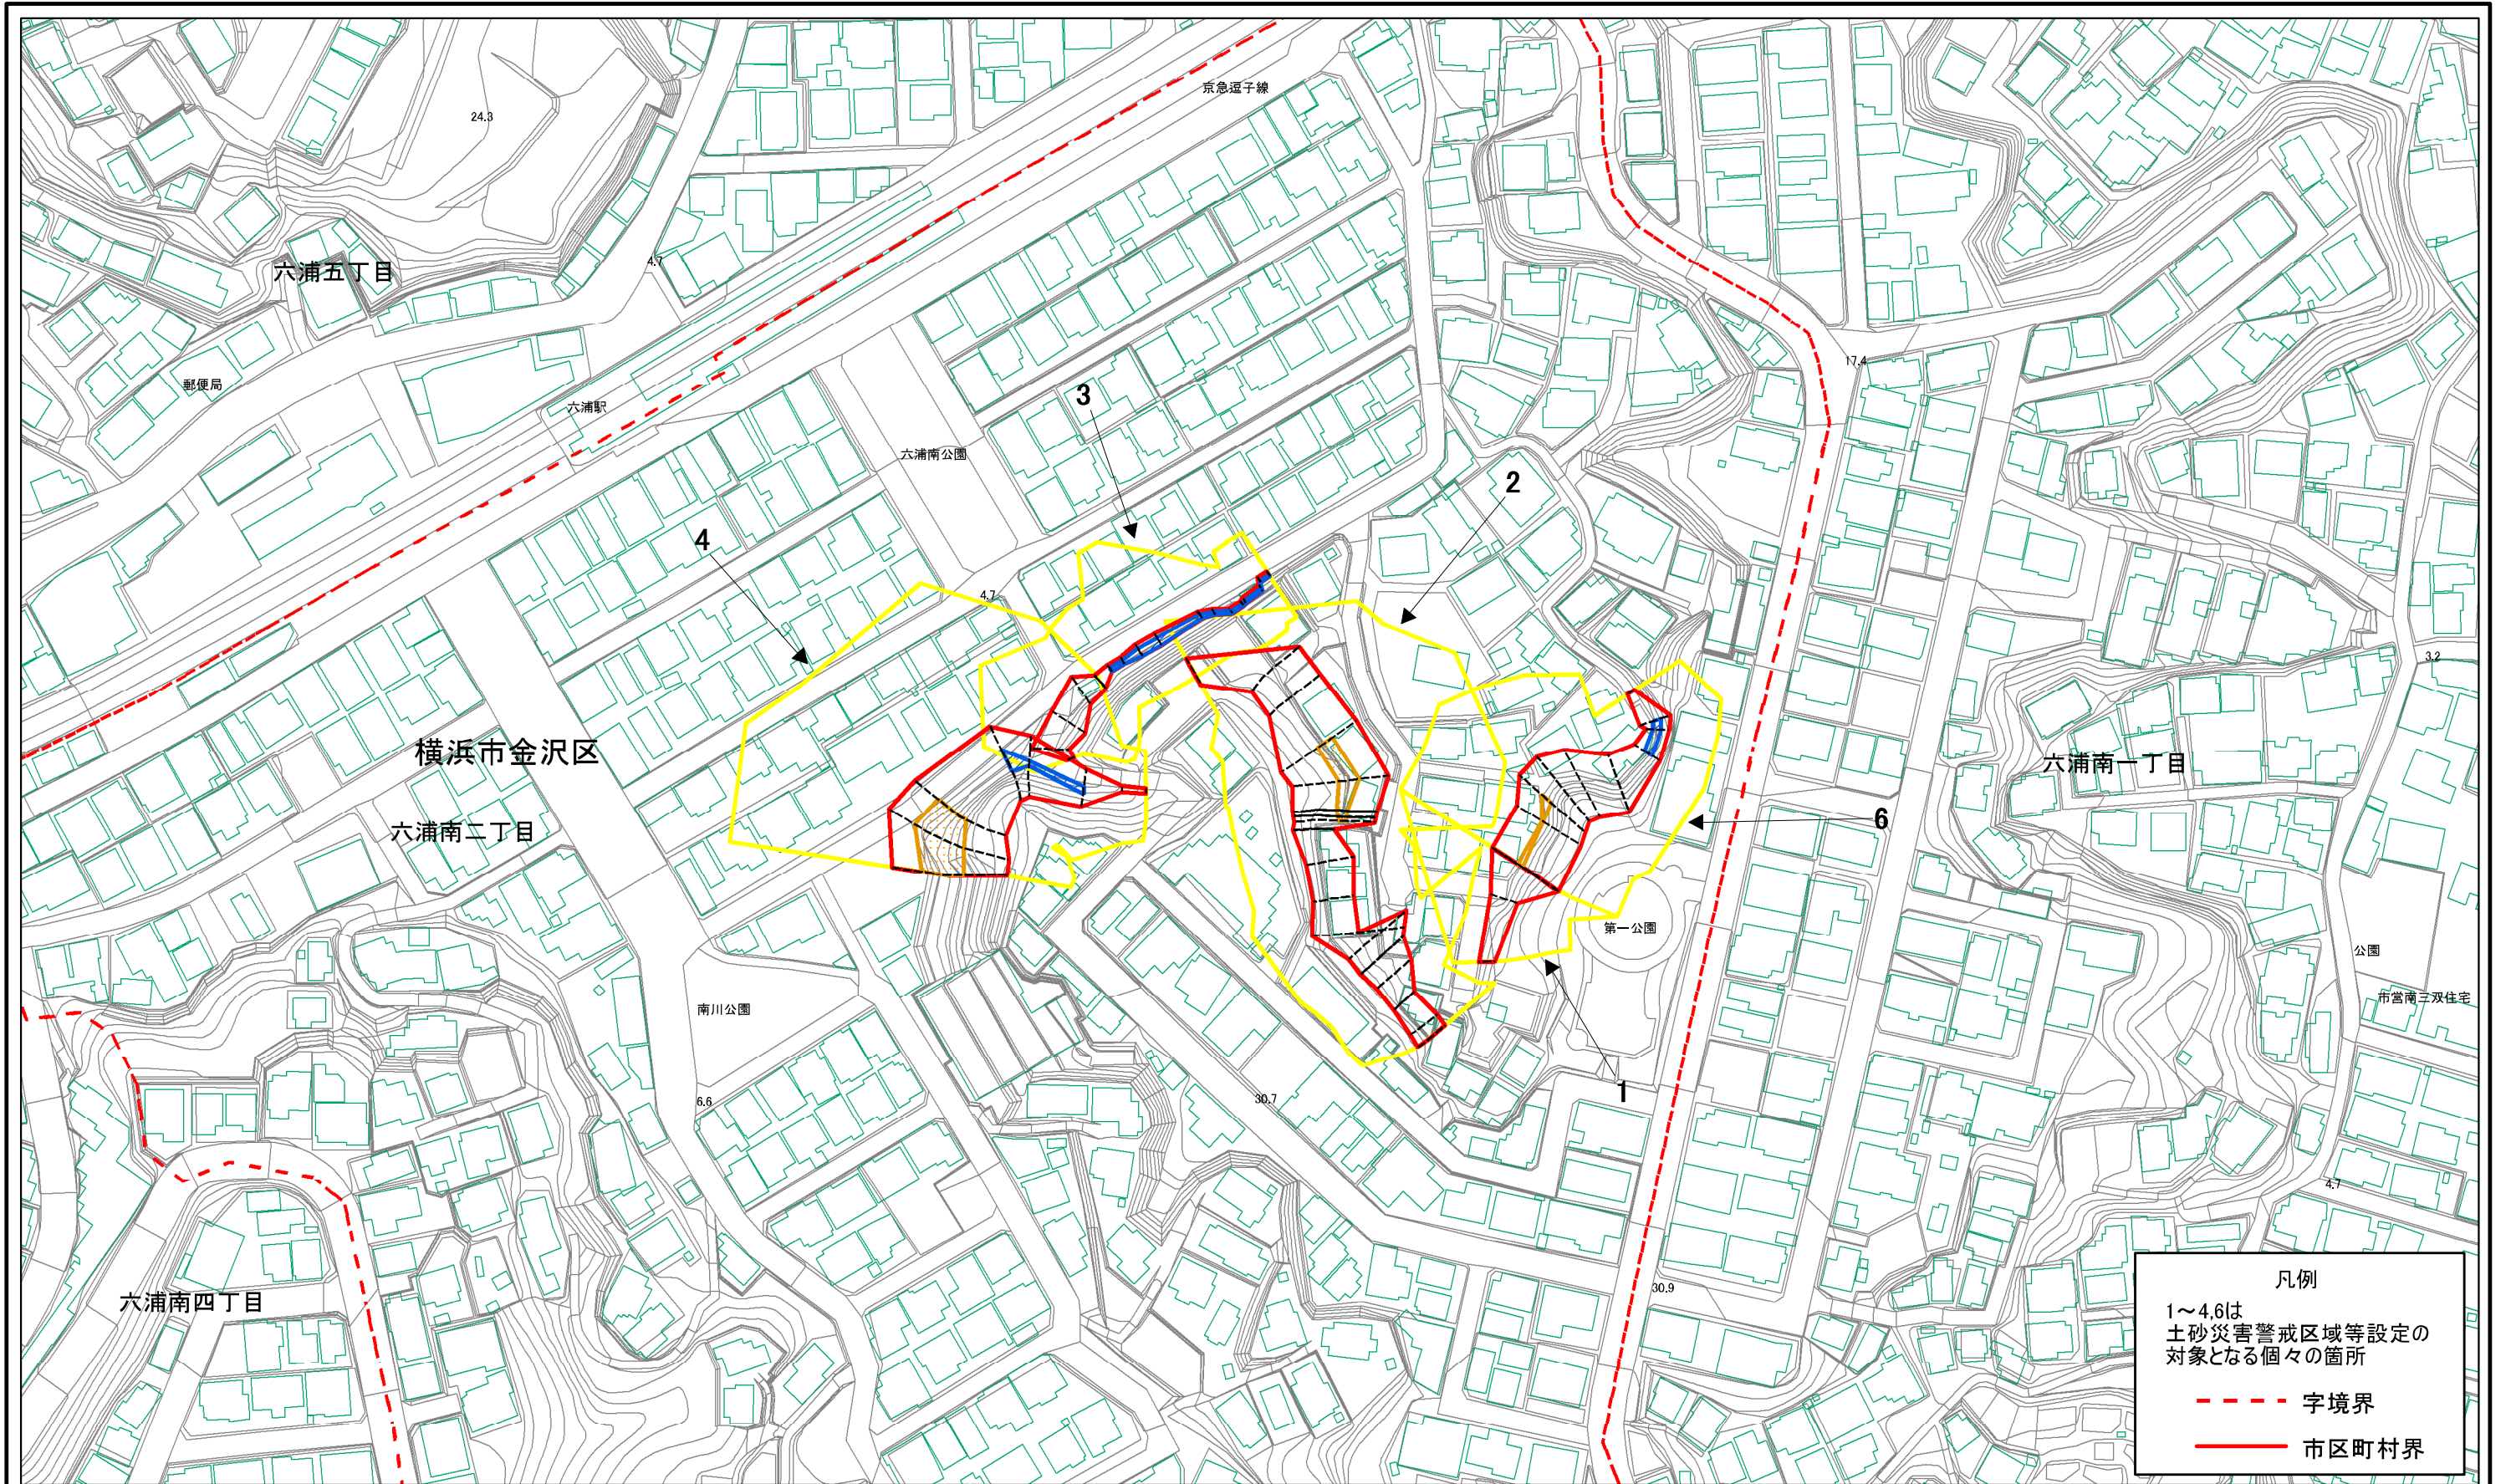 京急逗子線
24.3
六浦五丁目
4.7
郵便局
17.4
六浦駅
3
六浦南公園
2
4
4.7
3.2
横浜市金沢区
六浦南一丁目
六浦南二丁目
6
第一公園
公園
市営南三双住宅
南川公園
1
6.6
30.7
4.7
30.9
六浦南四丁目
凡例
1～4,6は
土砂災害警戒区域等設定の
対象となる個々の箇所
字境界
市区町村界